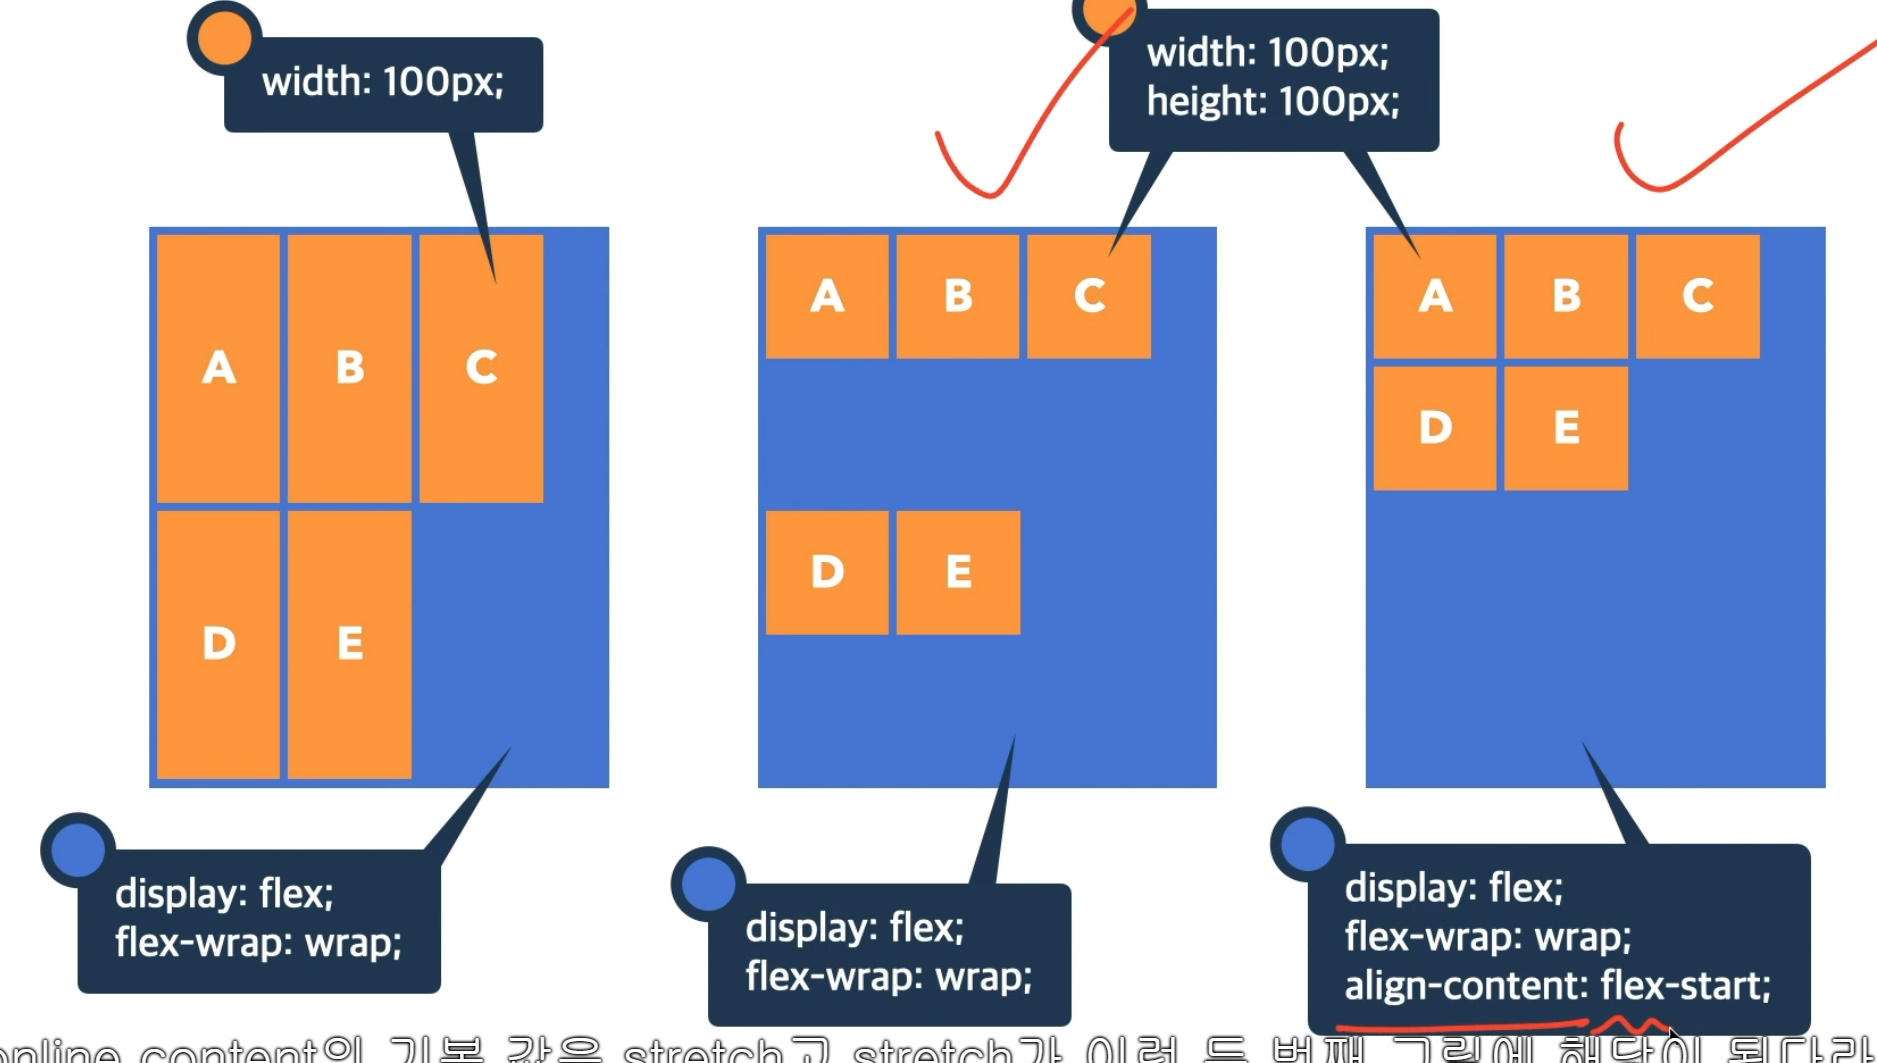 width: 100px;
width: 100px;
height: 100px;
A B C
D E
A B C
D E
A B C
D E
display: flex;
flex-wrap: wrap;
display: flex;
flex-wrap: wrap;
display: flex;
flex-wrap: wrap;
align-content: flex-start;
content의 기본 값은 stretch고 stretch가 이런 두 번째 그림에 해당이 된다라